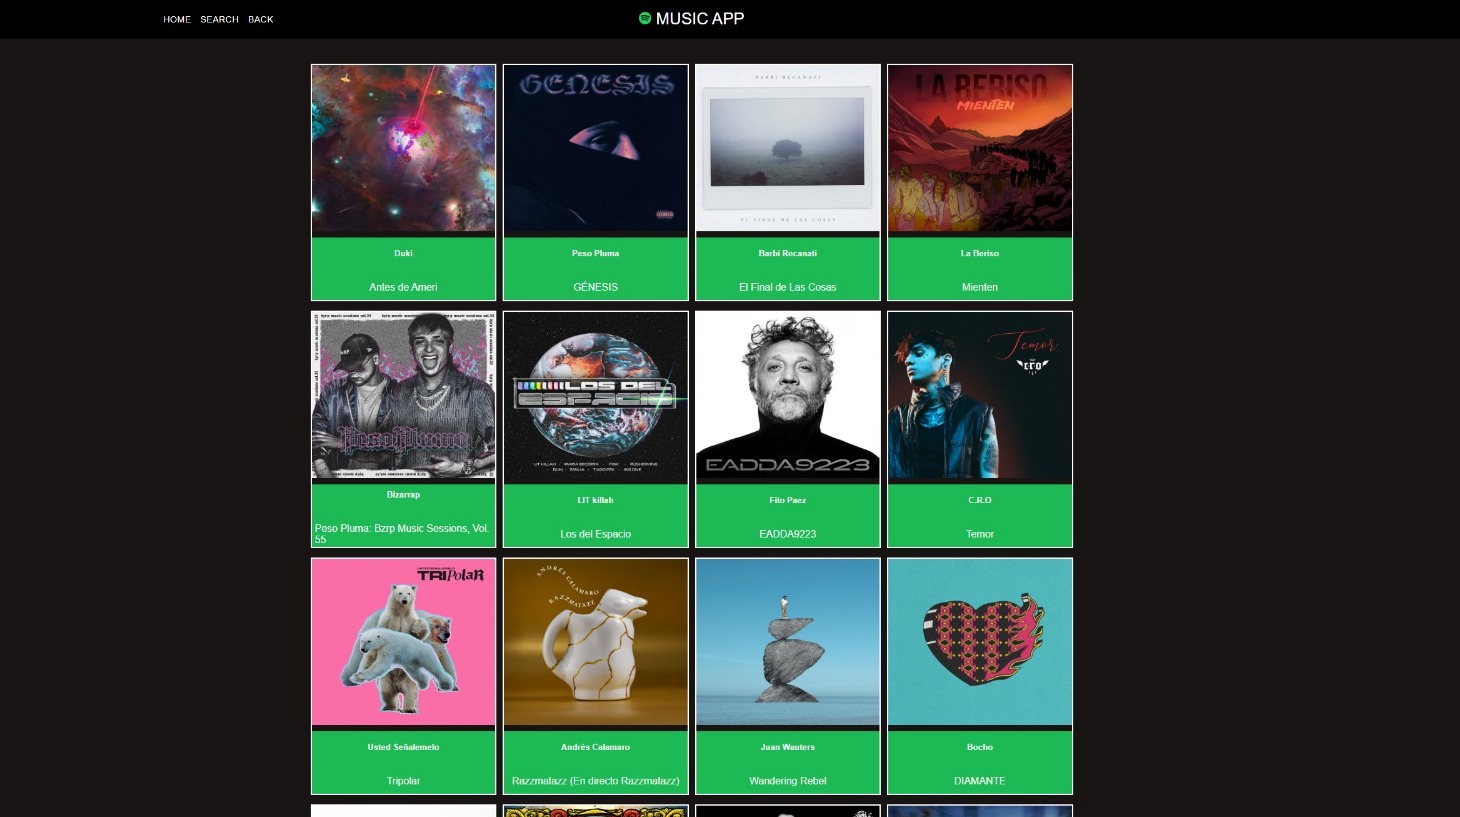 HOME SEARCH BACK
MUSIC APP
GENESIS
BARBI RECANATI
EL FINAL DE LAS COSAS
LA BERISO
MIENTEN
Duki
Antes de Ameri
Peso Pluma
GÉNESIS
Barbi Recanati
El Final de Las Cosas
La Beriso
Mienten
PesoPluma
LOS DEL
ESPACIO
EADDA9223
Temor
cro
Bizarrap
Peso Pluma: Bzrp Music Sessions, Vol.
55
LIT killah
Los del Espacio
Fito Paez
EADDA9223
C.R.O
Temor
TRIPOLAR
ANDRÉS CALAMARO
RAZZMATAZZ
Usted Señalemelo
Tripolar
Andrés Calamaro
Razzmatazz (En directo Razzmatazz)
Juan Wauters
Wandering Rebel
Bocho
DIAMANTE